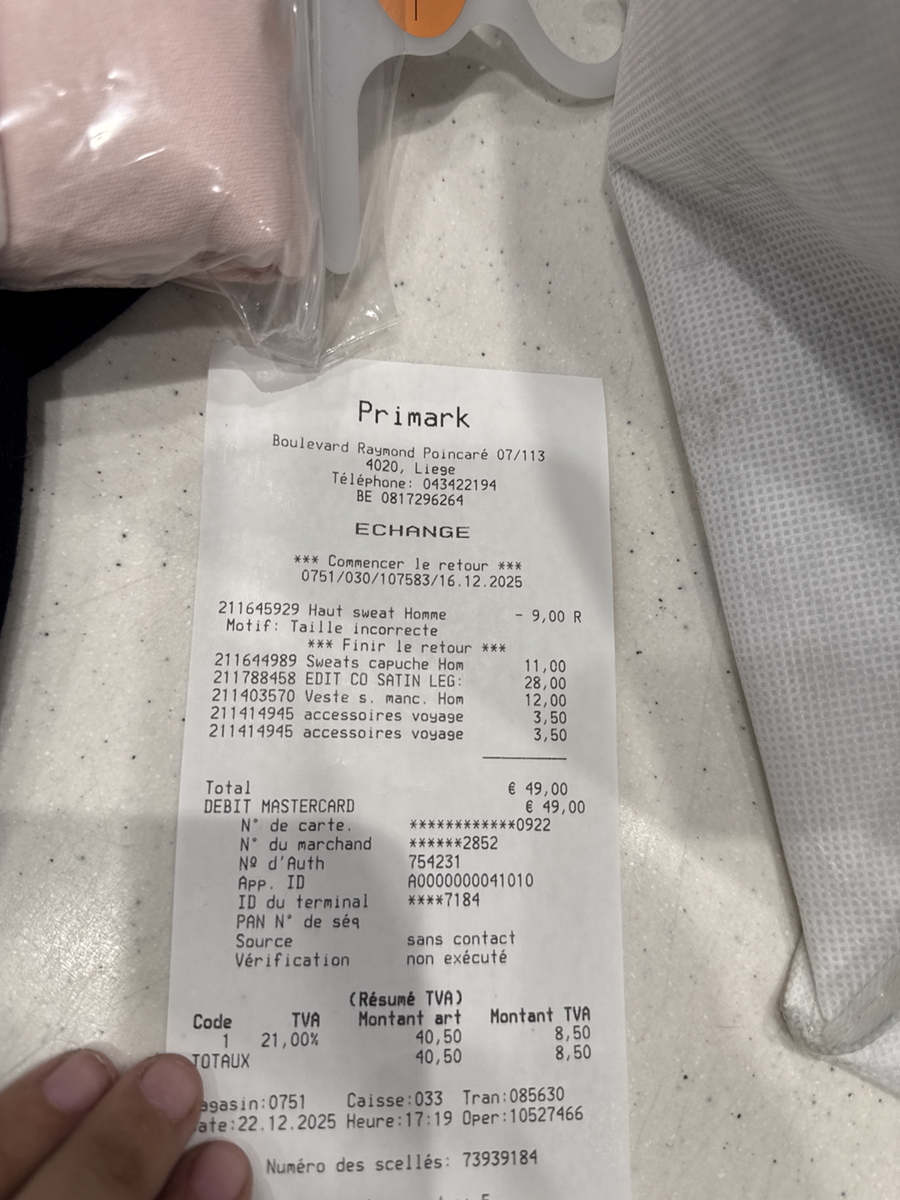 Primark
Boulevard Raymond Poincaré 07/113
4020, Liege
Téléphone: 043422194
BE 0817296264
ECHANGE
*** Commencer le retour ***
0751/030/107583/16.12.2025
211645929 Haut sweat Homme - 9,00 R
Motif: Taille incorrecte
*** Finir le retour ***
211644989 Sweats capuche Hom 11,00
211788458 EDIT CO SATIN LEG: 28,00
211403570 Veste s. manc. Hom 12,00
211414945 accessoires voyage 3,50
211414945 accessoires voyage 3,50
Total € 49,00
DEBIT MASTERCARD € 49,00
N° de carte. ************0922
N° du marchand ******2852
Nº d'Auth 754231
App. ID A0000000041010
ID du terminal ****7184
PAN N° de séq
Source sans contact
Vérification non exécuté
(Résumé TVA)
Code TVA Montant art Montant TVA
1 21,00% 40,50 8,50
TOTAUX 40,50 8,50
agasin:0751 Caisse:033 Tran:085630
ate:22.12.2025 Heure:17:19 Oper:10527466
Numéro des scellés: 73939184